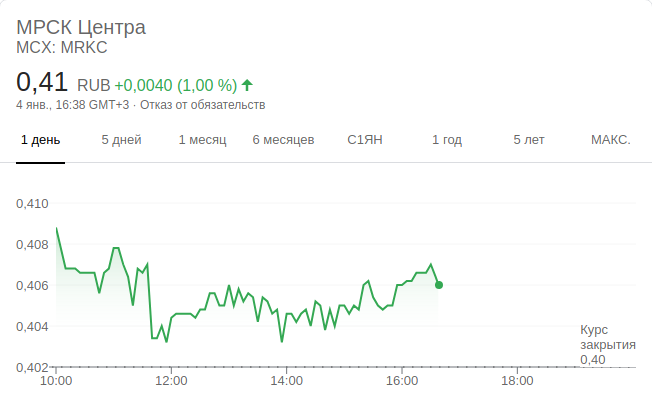 МРСК Центра
MCX: MRKC
0,41 RUB +0,0040 (1,00 %)
4 янв., 16:38 GMT+3 · Отказ от обязательств
1 день 5 дней 1 месяц 6 месяцев С1ЯН 1 год 5 лет МАКС.
0,410
0,408
0,406
0,404
0,402
Курс
закрытия
0,40
10:00 12:00 14:00 16:00 18:00